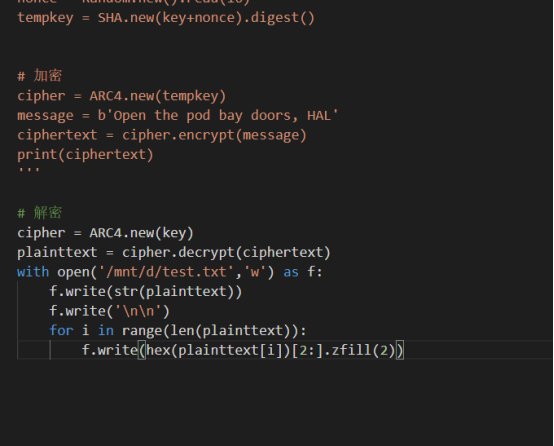 nonce = Random.new().read(16)
tempkey = SHA.new(key+nonce).digest()
# 加密
cipher = ARC4.new(tempkey)
message = b'Open the pod bay doors, HAL'
ciphertext = cipher.encrypt(message)
print(ciphertext)
'''
# 解密
cipher = ARC4.new(key)
plainttext = cipher.decrypt(ciphertext)
with open('/mnt/d/test.txt','w') as f:
    f.write(str(plainttext))
    f.write('\n\n')
    for i in range(len(plainttext)):
        f.write(hex(plainttext[i])[2:].zfill(2))